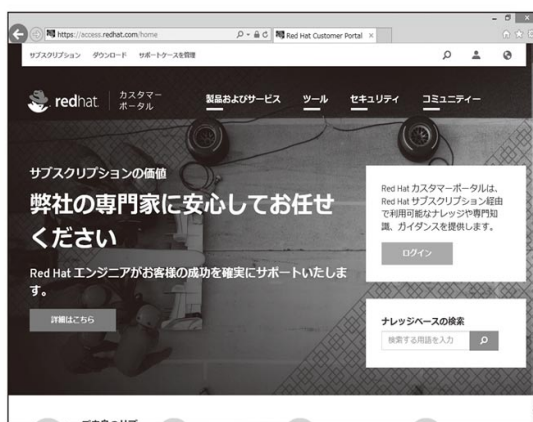 https://access.redhat.com/home
Red Hat Customer Portal
サブスクリプション ダウンロード サポートケースを管理
redhat. カスタマー
ポータル
製品およびサービス ツール セキュリティ コミュニティー
サブスクリプションの価値
弊社の専門家に安心してお任せ
ください
Red Hat エンジニアがお客様の成功を確実にサポートいたしま
す。
詳細はこちら
Red Hat カスタマーポータルは、
Red Hat サブスクリプション経由
で利用可能なナレッジや専門知
識、ガイダンスを提供します。
ログイン
ナレッジベースの検索
検索する用語を入力